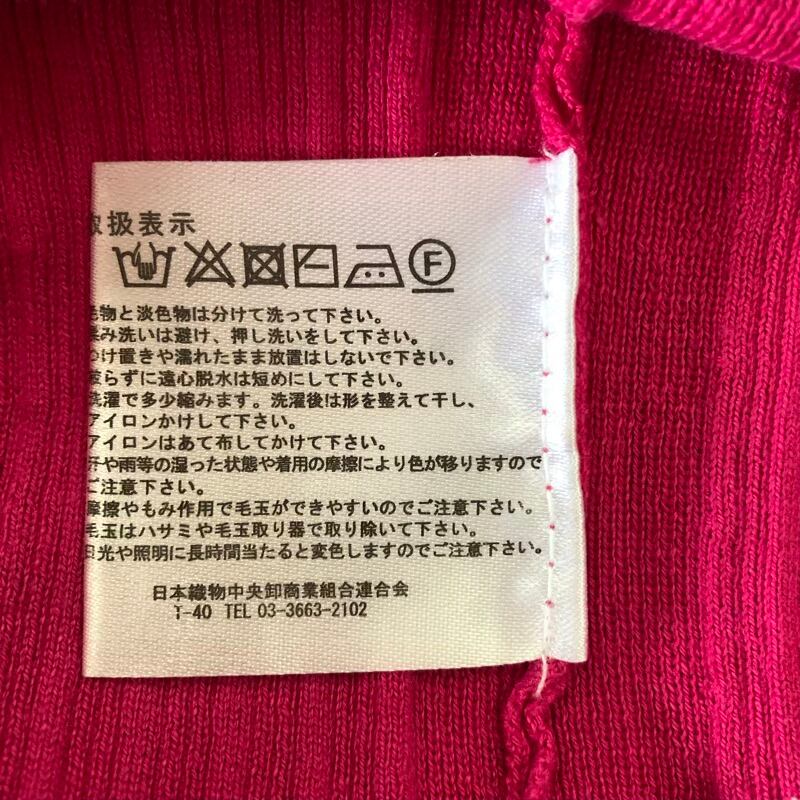 取扱表示
F
毛物と淡色物は分けて洗って下さい。
揉み洗いは避け、押し洗いをして下さい。
つけ置きや濡れたまま放置はしないで下さい。
絞らずに遠心脱水は短めにして下さい。
洗濯で多少縮みます。洗濯後は形を整えて干し、
アイロンかけして下さい。
アイロンはあて布してかけて下さい。
汗や雨等の湿った状態や着用の摩擦により色が移りますので
ご注意下さい。
摩擦やもみ作用で毛玉ができやすいのでご注意下さい。
毛玉はハサミや毛玉取り器で取り除いて下さい。
日光や照明に長時間当たると変色しますのでご注意下さい。
日本織物中央卸商業組合連合会
T-40 TEL 03-3663-2102